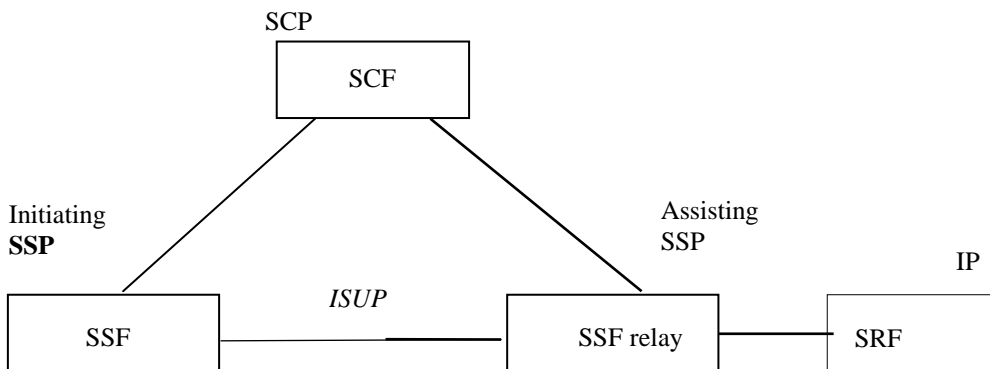 SCP
SCF
Initiating
SSP
Assisting
SSP
IP
ISUP
SSF
SSF relay
SRF